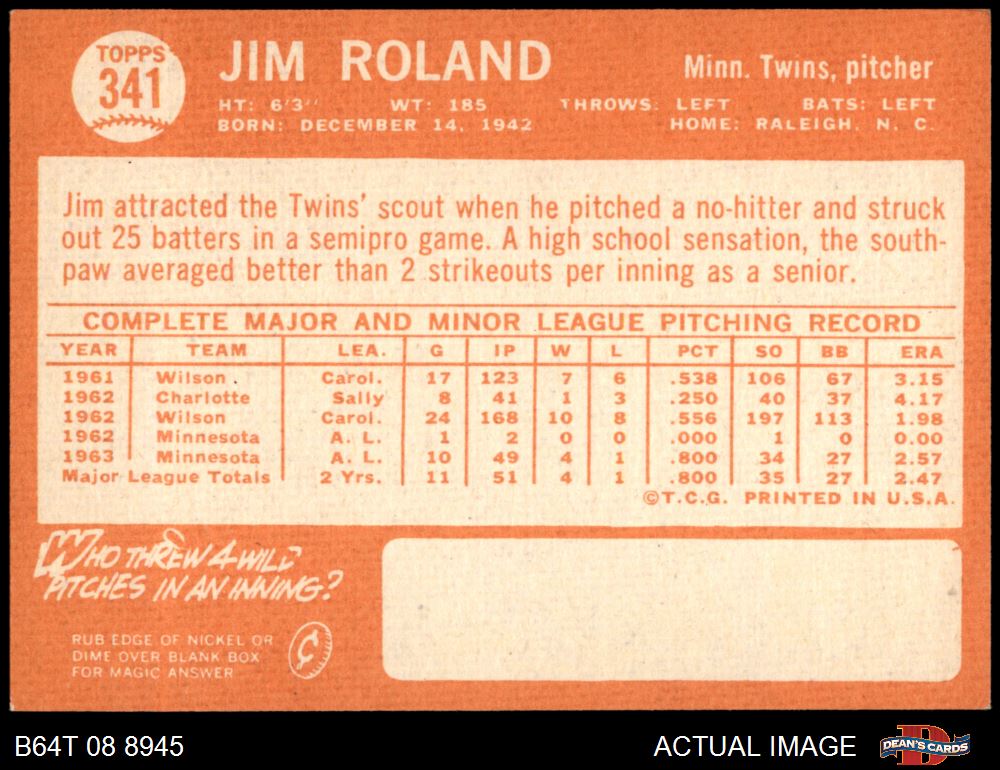 TOPPS
341
JIM ROLAND
Minn. Twins, pitcher
HT: 6'3" WT: 185 THROWS: LEFT BATS: LEFT
BORN: DECEMBER 14, 1942 HOME: RALEIGH, N. C.
Jim attracted the Twins' scout when he pitched a no-hitter and struck
out 25 batters in a semipro game. A high school sensation, the south-
paw averaged better than 2 strikeouts per inning as a senior.
COMPLETE MAJOR AND MINOR LEAGUE PITCHING RECORD
YEAR TEAM LEA. G IP W L PCT SO BB ERA
1961 Wilson . Carol. 17 123 7 6 .538 106 67 3.15
1962 Charlotte Sally 8 41 1 3 .250 40 37 4.17
1962 Wilson Carol. 24 168 10 8 .556 197 113 1.98
1962 Minnesota A. L. 1 2 0 0 .000 1 0 0.00
1963 Minnesota A. L. 10 49 4 1 .800 34 27 2.57
Major League Totals 2 Yrs. 11 51 4 1 .800 35 27 2.47
©T.C.G. PRINTED IN U.S.A.
WHO THREW 4 WILD
PITCHES IN AN INNING?
RUB EDGE OF NICKEL OR
DIME OVER BLANK BOX
FOR MAGIC ANSWER
¢
B64T 08 8945
ACTUAL IMAGE
DEAN'S CARDS